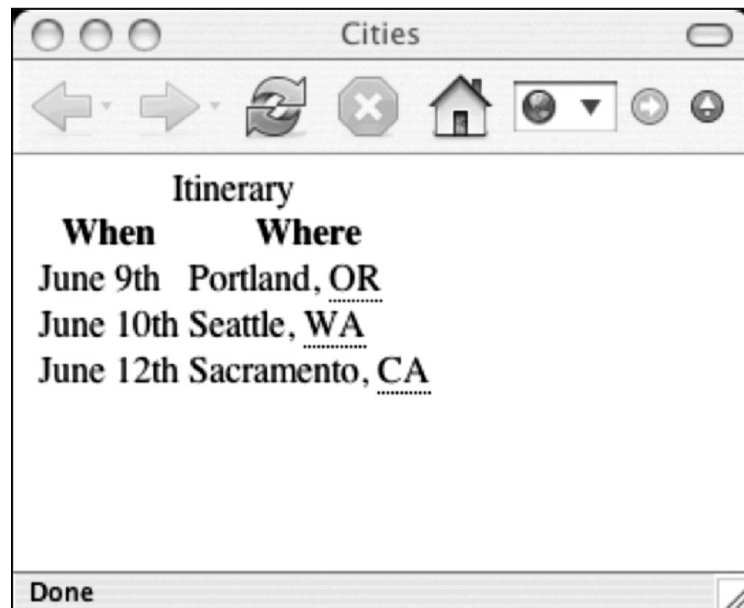 Cities
Itinerary
When Where
June 9th Portland, OR
June 10th Seattle, WA
June 12th Sacramento, CA
Done